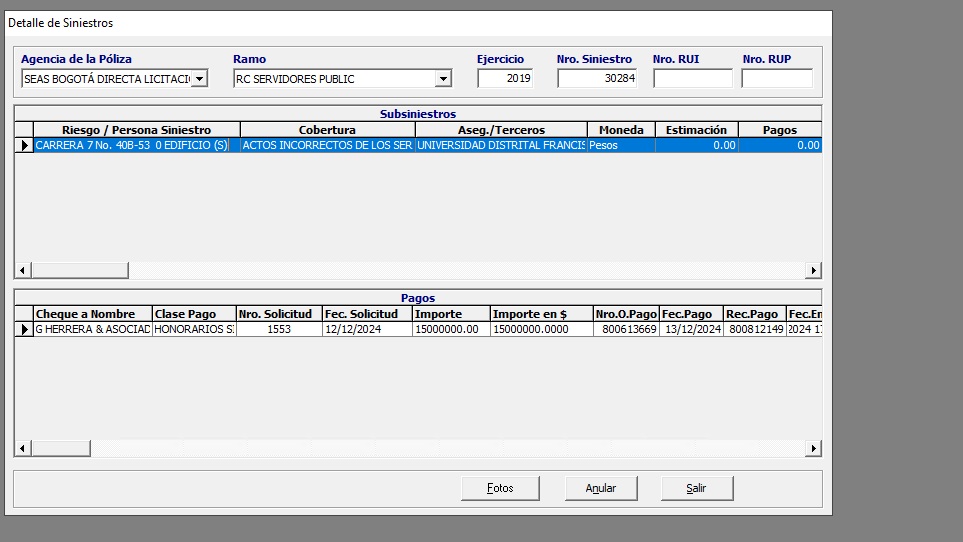 Detalle de Siniestros
Agencia de la Póliza Ramo Ejercicio Nro. Siniestro Nro. RUI Nro. RUP
SEAS BOGOTÁ DIRECTA LICITACI RC SERVIDORES PUBLIC 2019 30284
Subsiniestros
Riesgo / Persona Siniestro Cobertura Aseg./Terceros Moneda Estimación Pagos
CARRERA 7 No. 40B-53 0 EDIFICIO (S) ACTOS INCORRECTOS DE LOS SER UNIVERSIDAD DISTRITAL FRANCIS Pesos 0.00 0.00
Pagos
Cheque a Nombre Clase Pago Nro. Solicitud Fec. Solicitud Importe Importe en $ Nro.O.Pago Fec.Pago Rec.Pago Fec.En
G HERRERA & ASOCIAD HONORARIOS S 1553 12/12/2024 15000000.00 15000000.0000 800613669 13/12/2024 800812149 2024 1
Fotos Anular Salir